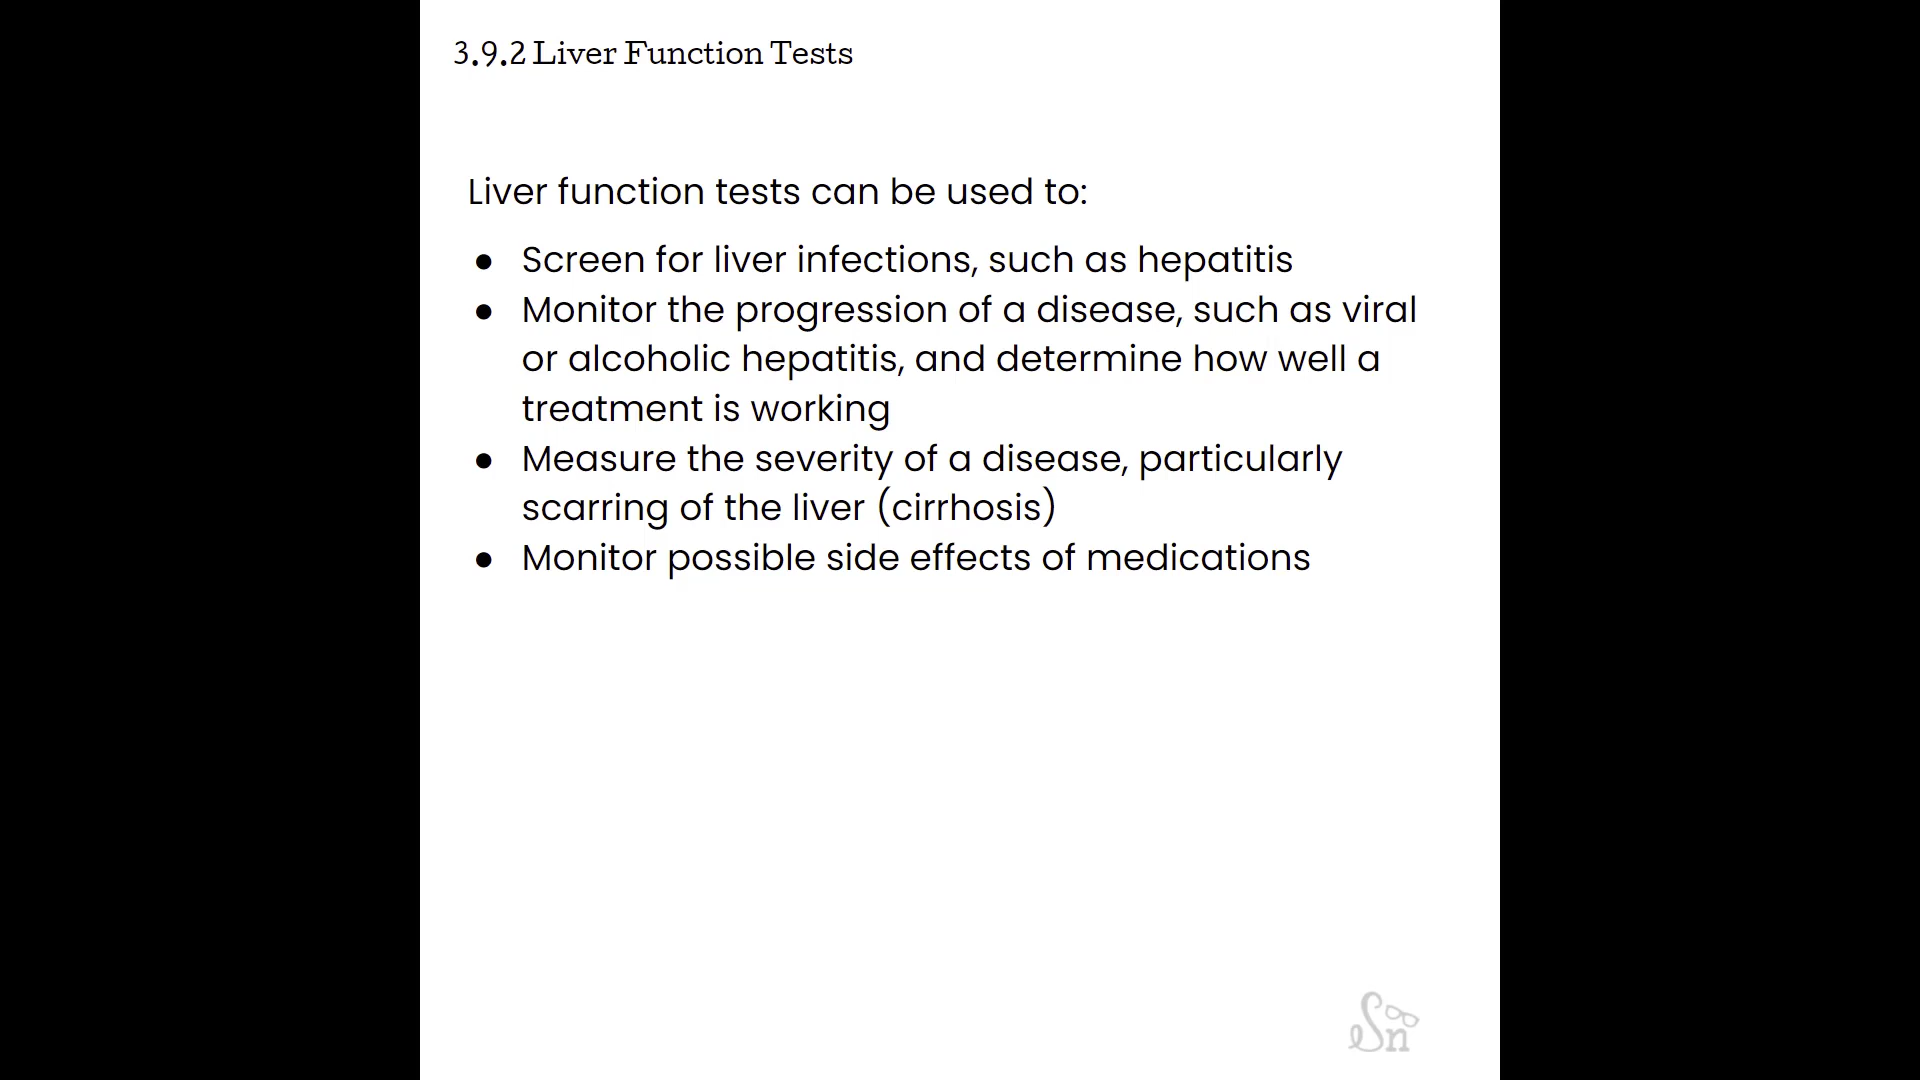 3.9.2 Liver Function Tests
Liver function tests can be used to:
● Screen for liver infections, such as hepatitis
● Monitor the progression of a disease, such as viral
or alcoholic hepatitis, and determine how well a
treatment is working
● Measure the severity of a disease, particularly
scarring of the liver (cirrhosis)
● Monitor possible side effects of medications
Sn